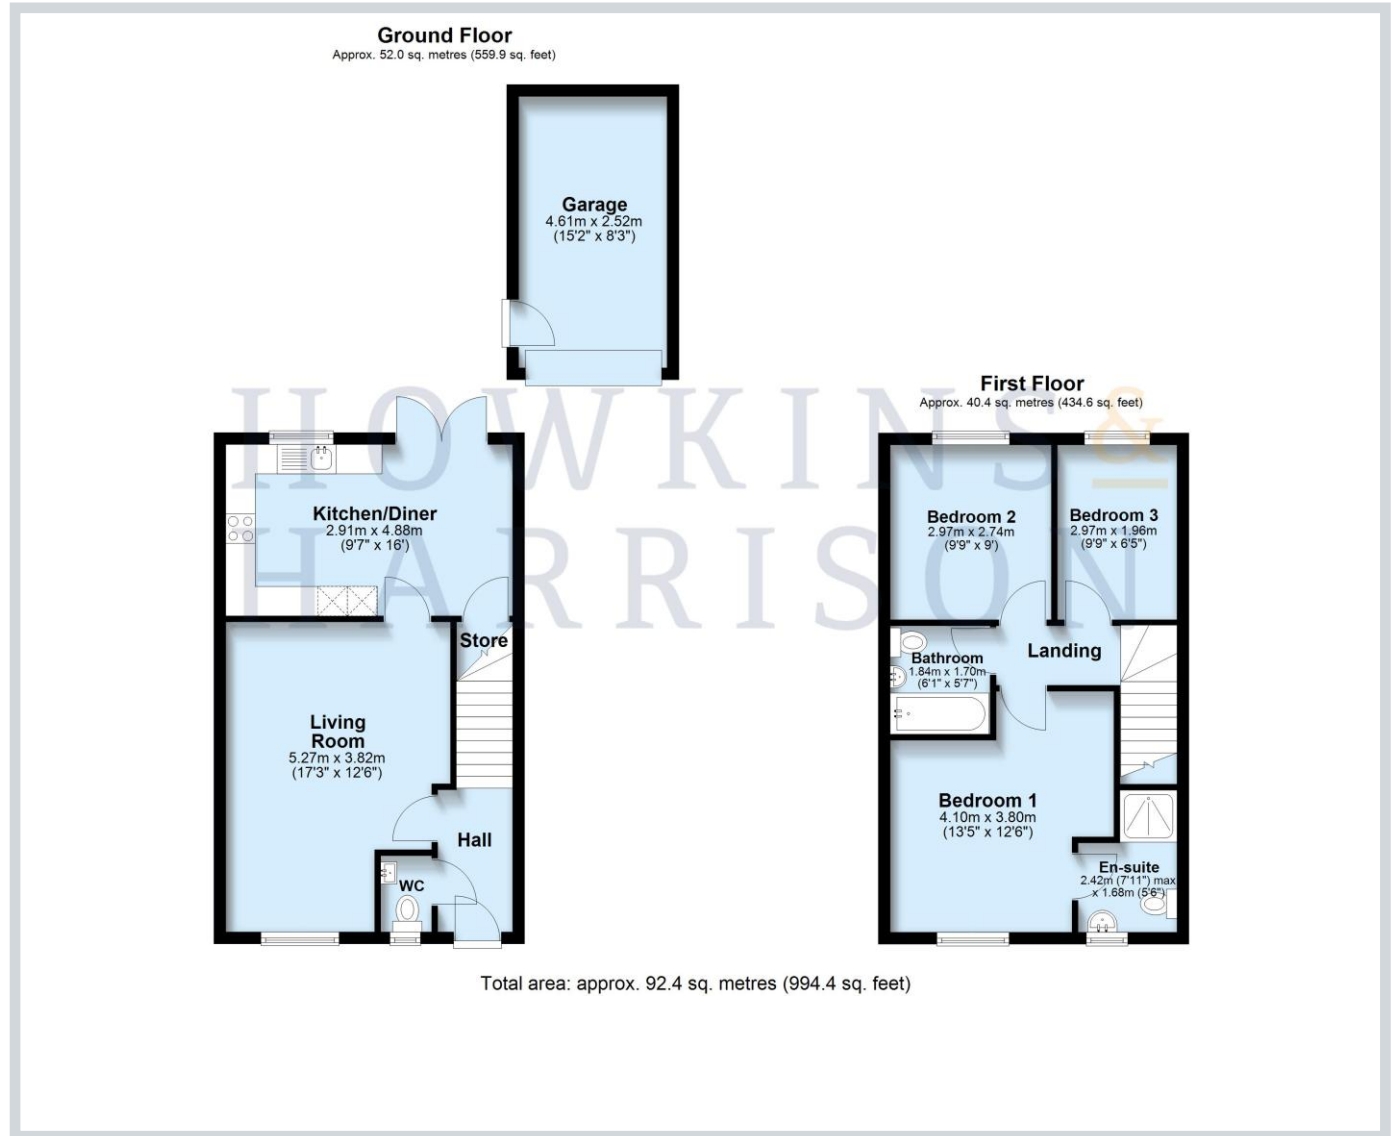 Ground Floor
Approx. 52.0 sq. metres (559.9 sq. feet)
Garage
4.61m x 2.52m
(15'2" x 8'3")
Kitchen/Diner
2.91m x 4.88m
(9'7" x 16')
Store
Living
Room
5.27m x 3.82m
(17'3" x 12'6")
Hall
WC
First Floor
Approx. 40.4 sq. metres (434.6 sq. feet)
Bedroom 2
2.97m x 2.74m
(9'9" x 9')
Bedroom 3
2.97m x 1.96m
(9'9" x 6'5")
Bathroom
1.84m x 1.70m
(6'1" x 5'7")
Landing
Bedroom 1
4.10m x 3.80m
(13'5" x 12'6")
En-suite
2.42m (7'11") max
x 1.68m (5'6")
Total area: approx. 92.4 sq. metres (994.4 sq. feet)
HOWKINS &
HARRISON